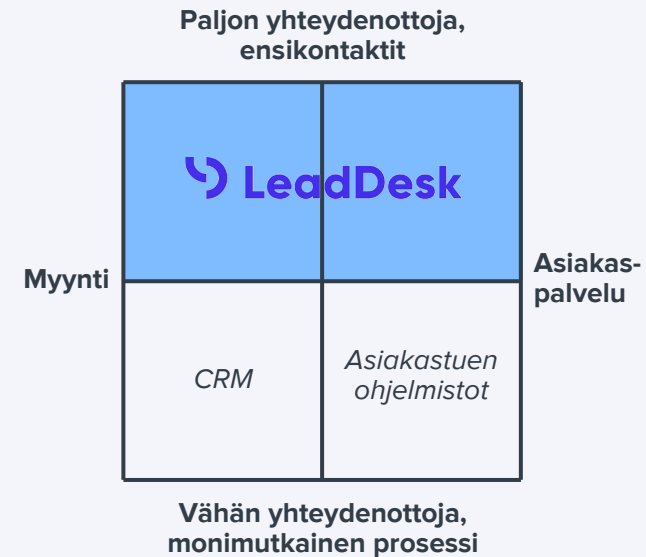 Paljon yhteydenottoja,
ensikontaktit
LeadDesk
Myynti
Asiakas-
palvelu
CRM
Asiakastuen
ohjelmistot
Vähän yhteydenottoja,
monimutkainen prosessi